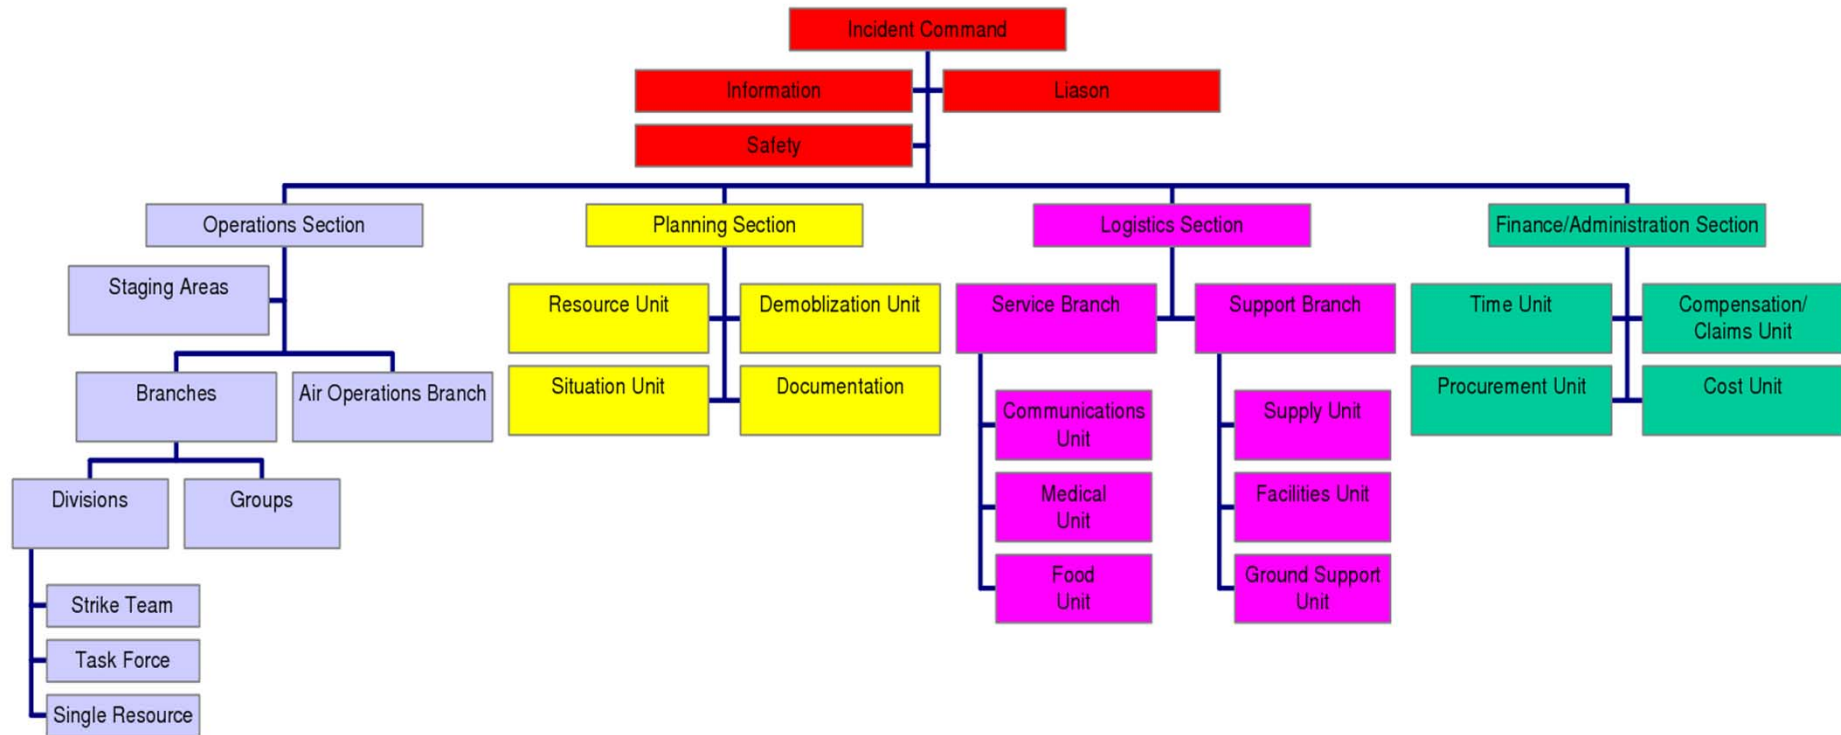 Incident Command
Information
Liason
Safety
Operations Section
Planning Section
Logistics Section
Finance/Administration Section
Staging Areas
Resource Unit
Demoblization Unit
Service Branch
Support Branch
Time Unit
Compensation/
Claims Unit
Branches
Air Operations Branch
Situation Unit
Documentation
Procurement Unit
Cost Unit
Communications
Unit
Supply Unit
Divisions
Groups
Medical
Unit
Facilities Unit
Food
Unit
Ground Support
Unit
Strike Team
Task Force
Single Resource